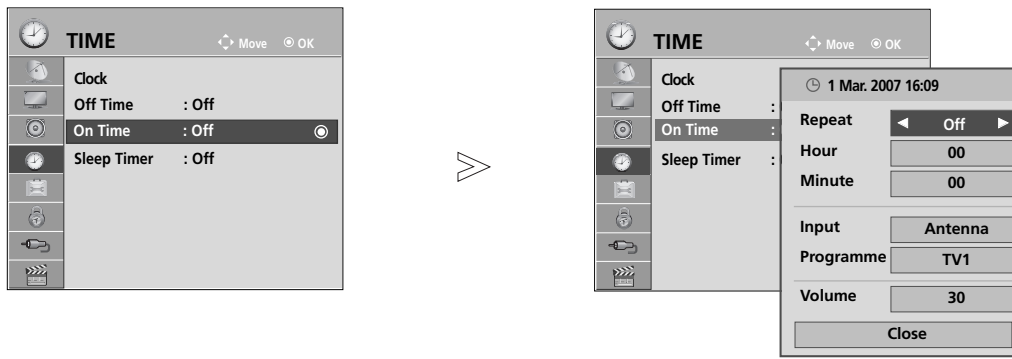 TIME Move OK
Clock
Off Time : Off
On Time : Off
Sleep Timer : Off
TIME Move OK
Clock
Off Time :
On Time :
Sleep Timer :
1 Mar. 2007 16:09
Repeat ◄ Off ►
Hour 00
Minute 00
Input Antenna
Programme TV1
Volume 30
Close